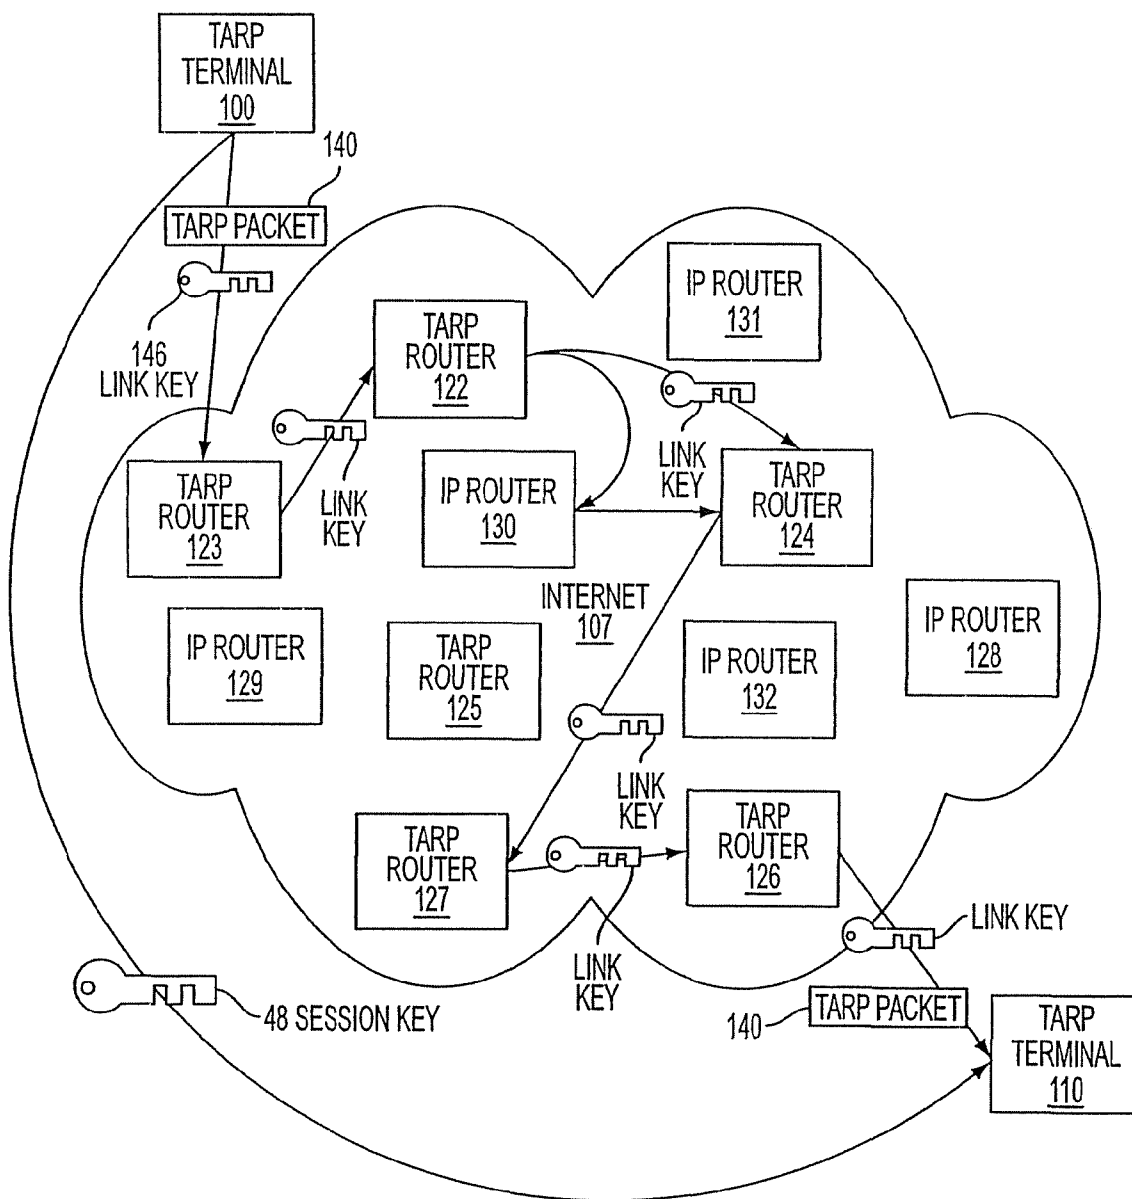 TARP
TERMINAL
100
140
TARP PACKET
146
LINK KEY
TARP
ROUTER
122
IP ROUTER
131
LINK
KEY
LINK
KEY
TARP
ROUTER
123
IP ROUTER
130
TARP
ROUTER
124
INTERNET
107
IP ROUTER
129
TARP
ROUTER
125
IP ROUTER
132
IP ROUTER
128
LINK
KEY
TARP
ROUTER
127
TARP
ROUTER
126
LINK
KEY
LINK KEY
48 SESSION KEY
140
TARP PACKET
TARP
TERMINAL
110